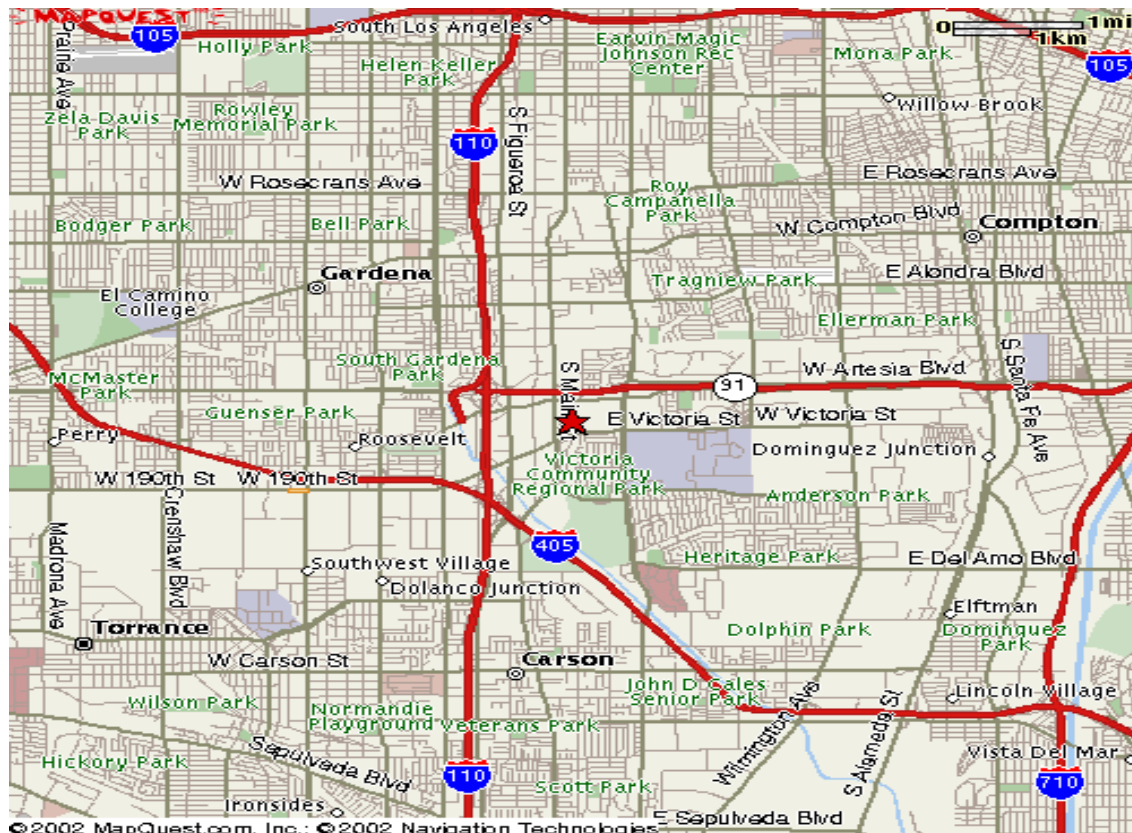 MAPQUEST
105
Holly Park
South Los Angeles
Earvin Magic
Johnson Rec
Center
Mona Park
0 1mi
1km
105
Prairie Ave
Helen Keller
Park
Willow Brook
Zela Davis
Park
Rowley
Memorial Park
110
S Figueroa St
W Rosecrans Ave
E Rosecrans Ave
Roy
Campanella
Park
Bodger Park
Bell Park
W Compton Blvd
Compton
Gardena
Tragniew Park
E Alondra Blvd
El Camino
College
Ellerman Park
South Gardena
Park
S Main St
S Santa Fe Ave
McMaster
Park
91
W Artesia Blvd
Guenser Park
E Victoria St
W Victoria St
Perry
Roosevelt
Dominguez Junction
W 190th St
W 190th St
Victoria
Community
Regional Park
Anderson Park
Crenshaw Blvd
Madrona Ave
405
Southwest Village
Heritage Park
E Del Amo Blvd
Dolanco Junction
Elftman
Torrance
Dolphin Park
Dominguez
Park
W Carson St
Carson
John D Cales
Senior Park
Lincoln Village
Wilson Park
Normandie
Playground
Veterans Park
Wilmington Ave
S Alameda St
Sepulveda Blvd
Vista Del Mar
Hickory Park
110
Scott Park
710
Ironsides
E Sepulveda Blvd
©2002 MapQuest.com, Inc.; ©2002 Navigation Technologies